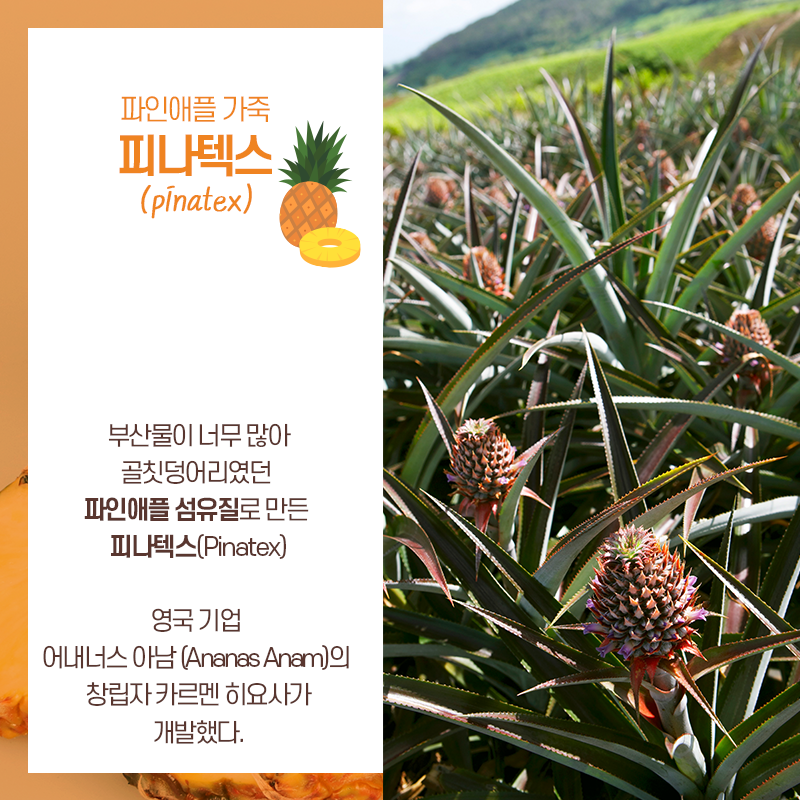 파인애플 가죽
피나텍스
(pínatex)
부산물이 너무 많아
골칫덩어리였던
파인애플 섬유질로 만든
피나텍스(Pinatex)
영국 기업
어내너스 아남 (Ananas Anam)의
창립자 카르멘 히요사가
개발했다.